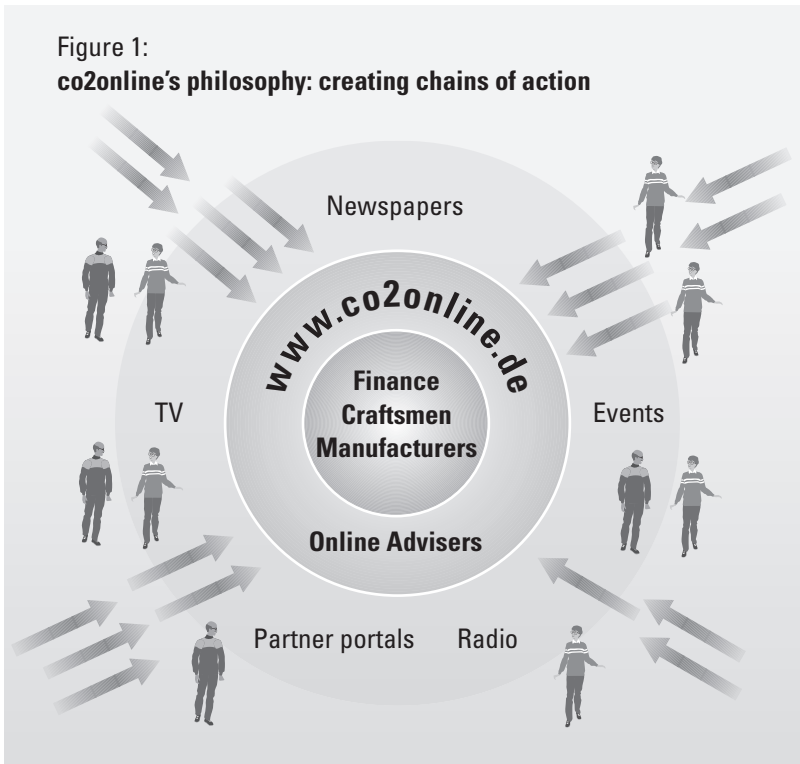 Figure 1:
co2online's philosophy: creating chains of action
Newspapers
www.co2online.de
Finance
Craftsmen
Manufacturers
TV
Events
Online Advisers
Partner portals
Radio